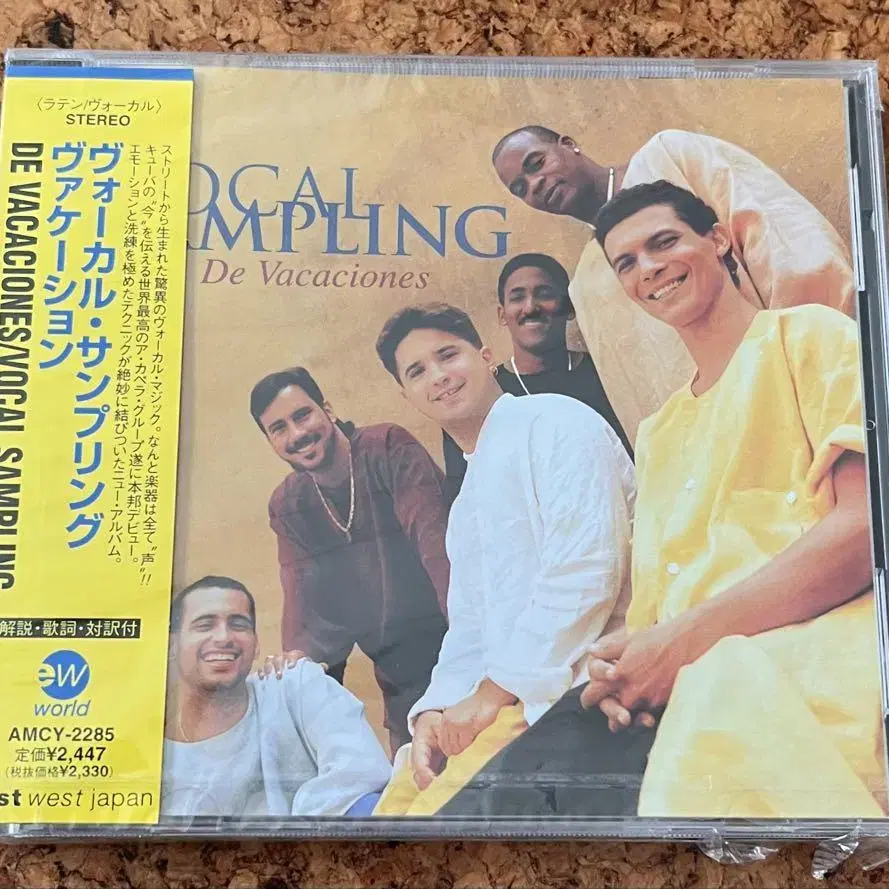 〈ラテン/ヴォーカル〉
STEREO
ストリートから生まれた驚異のヴォーカル・マジック。なんと楽器は全て“声”!!
キューバの“今”を伝える世界最高のア・カペラ・グループ遂に本邦デビュー。
エモーションと洗練を極めたテクニックが絶妙に結びついたニュー・アルバム。
ヴォーカル・サンプリング
ヴァケーション
DE VACACIONES/VOCAL SAMPLING
解説・歌詞・対訳付
ew
world
AMCY-2285
定価¥2,447
(税抜価格¥2,330)
st west japan
OCAL
MPLING
De Vacaciones